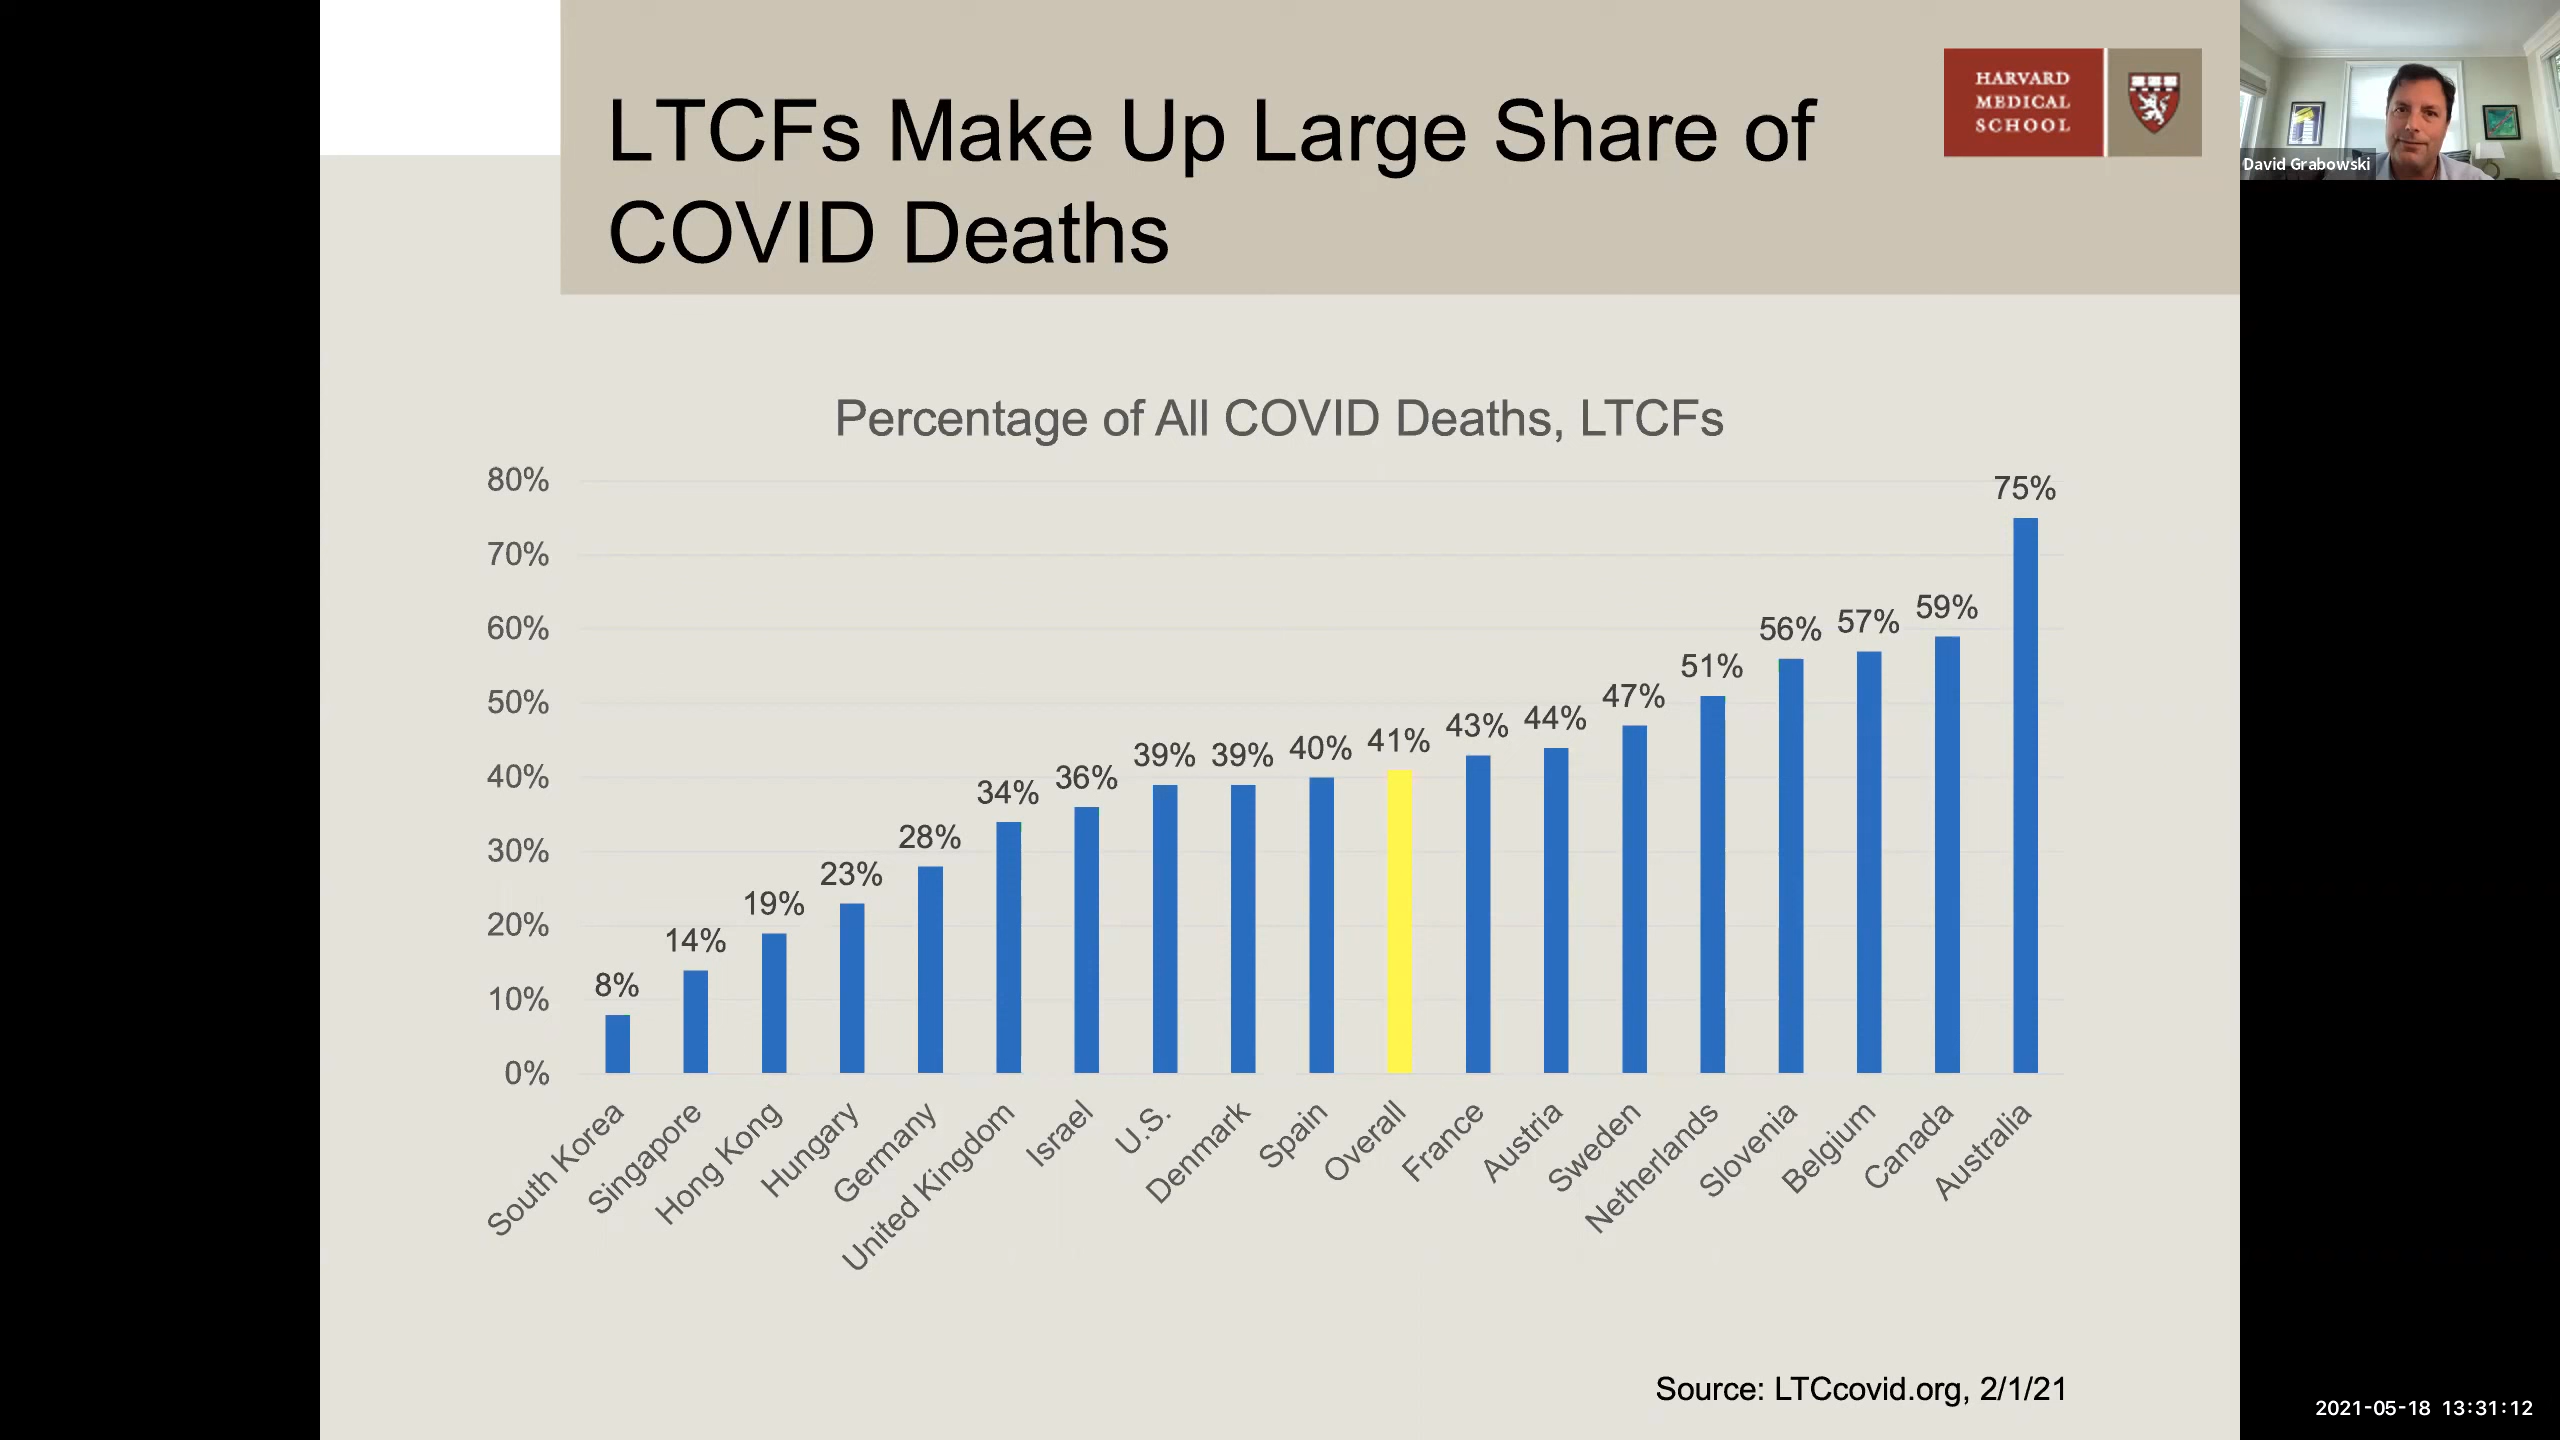 LTCFs Make Up Large Share of
COVID Deaths
HARVARD
MEDICAL
SCHOOL
David Grabowski
Percentage of All COVID Deaths, LTCFs
80%
70%
60%
50%
40%
30%
20%
10%
0%
8%
14%
19%
23%
28%
34%
36%
39%
39%
40%
41%
43%
44%
47%
51%
56%
57%
59%
75%
South Korea
Singapore
Hong Kong
Hungary
Germany
United Kingdom
Israel
U.S.
Denmark
Spain
Overall
France
Austria
Sweden
Netherlands
Slovenia
Belgium
Canada
Australia
Source: LTCcovid.org, 2/1/21
2021-05-18 13:31:12